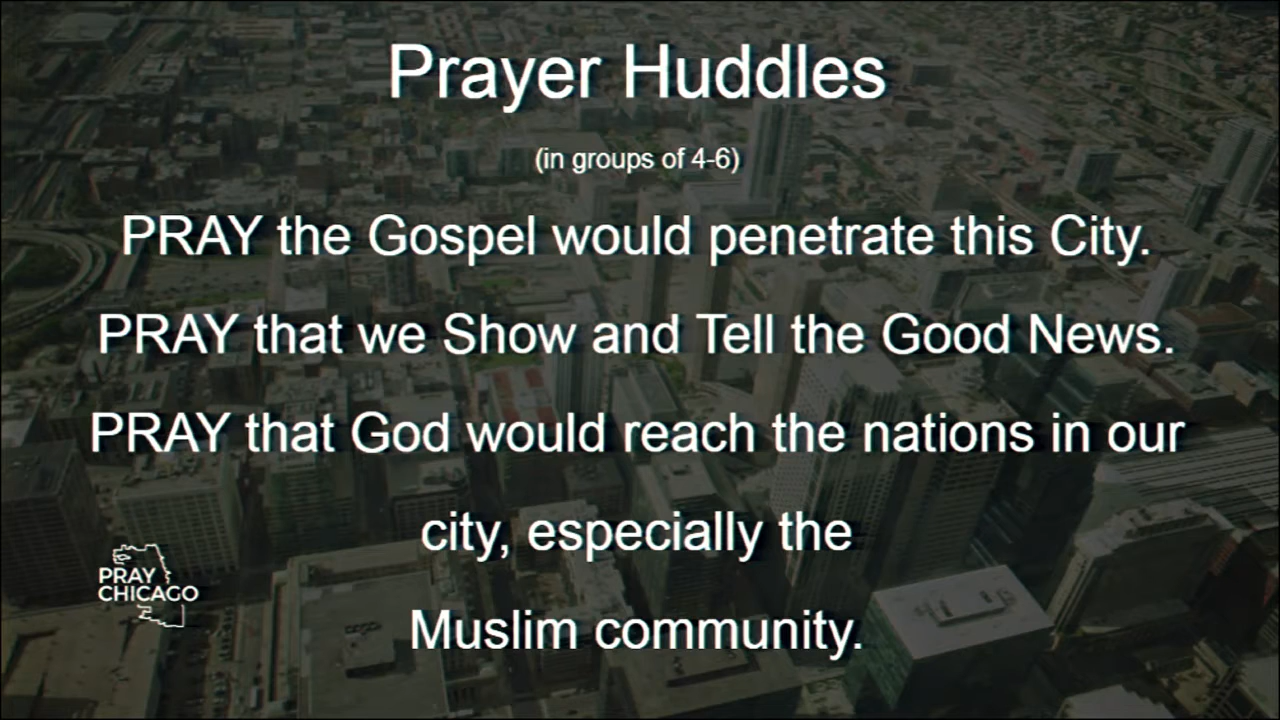 Prayer Huddles
(in groups of 4-6)
PRAY the Gospel would penetrate this City.
PRAY that we Show and Tell the Good News.
PRAY that God would reach the nations in our
city, especially the
Muslim community.
PRAY
CHICAGO